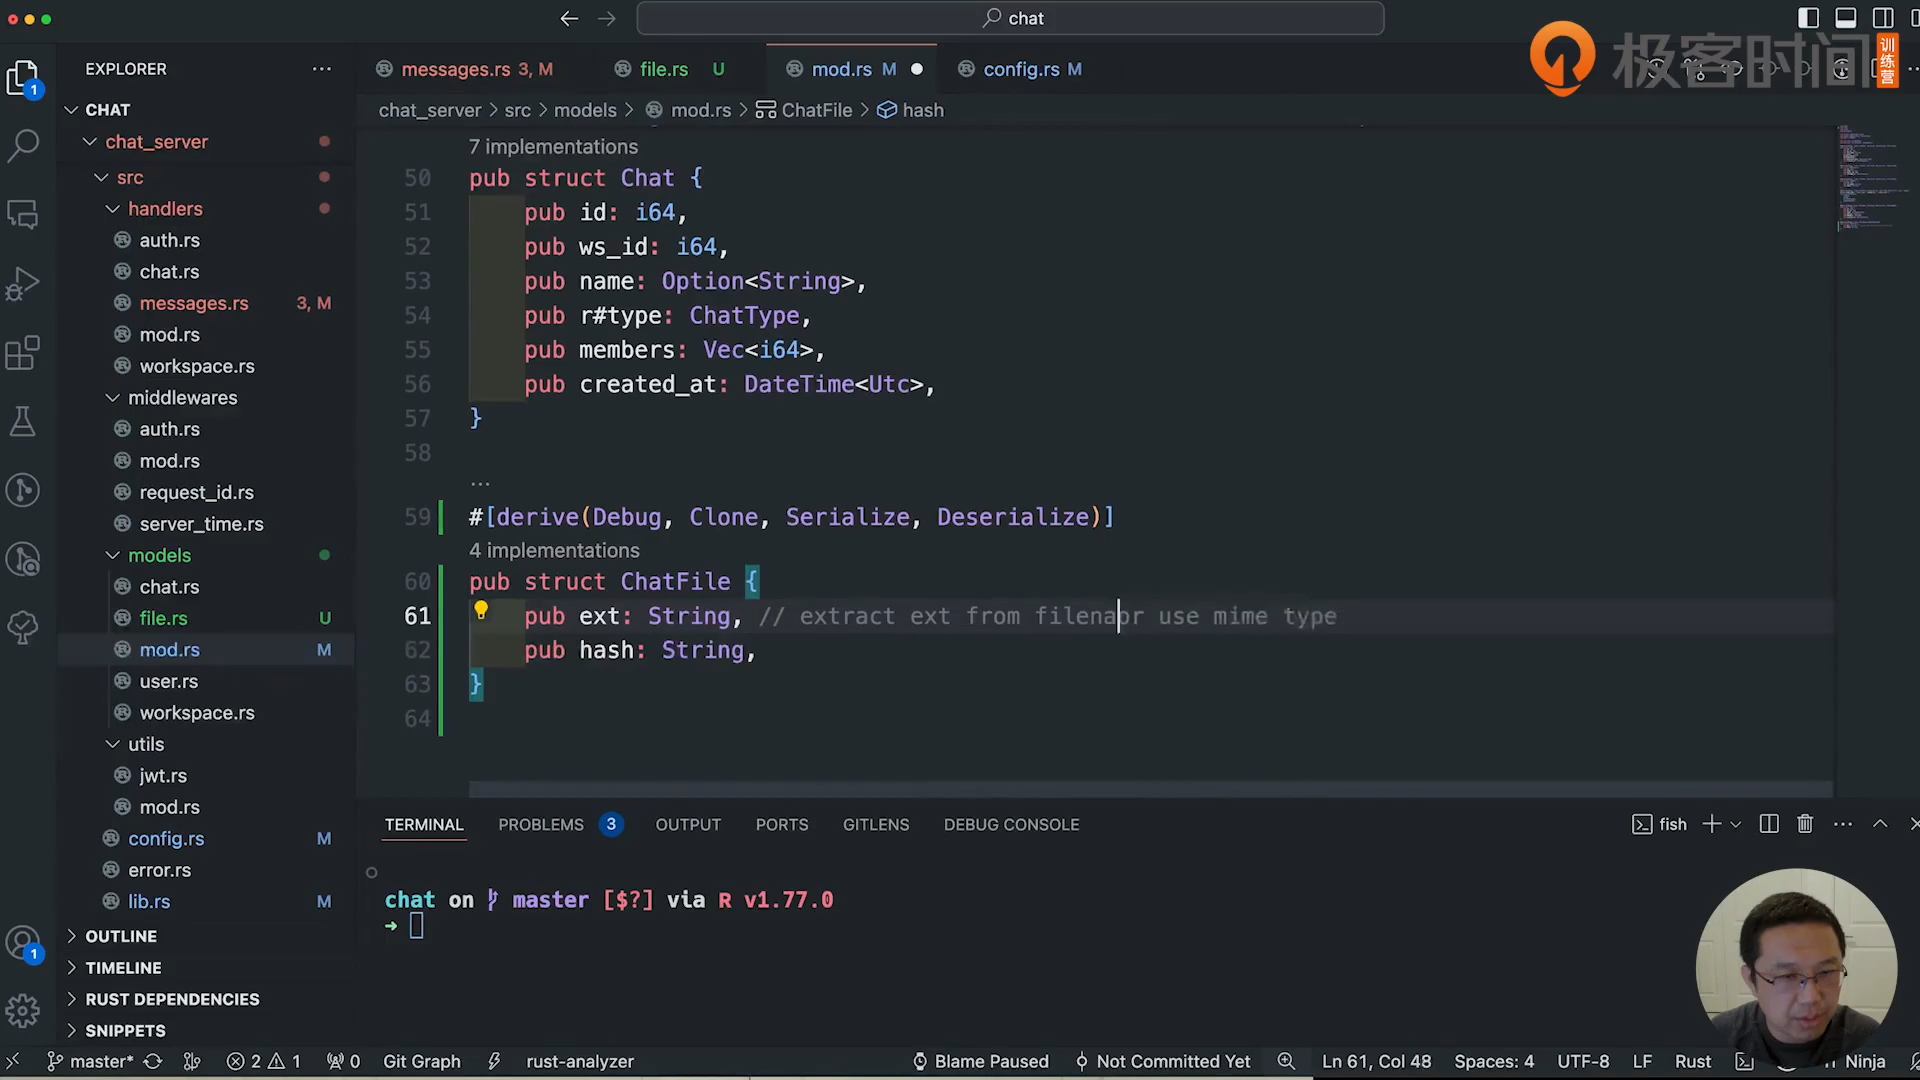 chat
极客时间 训练营
1
EXPLORER
CHAT
chat_server
src
handlers
auth.rs
chat.rs
messages.rs 3, M
mod.rs
workspace.rs
middlewares
auth.rs
mod.rs
request_id.rs
server_time.rs
models
chat.rs
file.rs U
mod.rs M
user.rs
workspace.rs
utils
jwt.rs
mod.rs
config.rs M
error.rs
lib.rs M
OUTLINE
TIMELINE
RUST DEPENDENCIES
SNIPPETS
1
messages.rs 3, M file.rs U mod.rs M config.rs M
chat_server > src > models > mod.rs > ChatFile > hash
7 implementations
50 pub struct Chat {
51 pub id: i64,
52 pub ws_id: i64,
53 pub name: Option<String>,
54 pub r#type: ChatType,
55 pub members: Vec<i64>,
56 pub created_at: DateTime<Utc>,
57 }
58
...
59 #[derive(Debug, Clone, Serialize, Deserialize)]
4 implementations
60 pub struct ChatFile {
61 pub ext: String, // extract ext from filenaor use mime type
62 pub hash: String,
63 }
64
TERMINAL PROBLEMS 3 OUTPUT PORTS GITLENS DEBUG CONSOLE
fish
chat on master [$?] via R v1.77.0
master* 2 1 0 Git Graph rust-analyzer Blame Paused Not Committed Yet Ln 61, Col 48 Spaces: 4 UTF-8 LF Rust Ninja